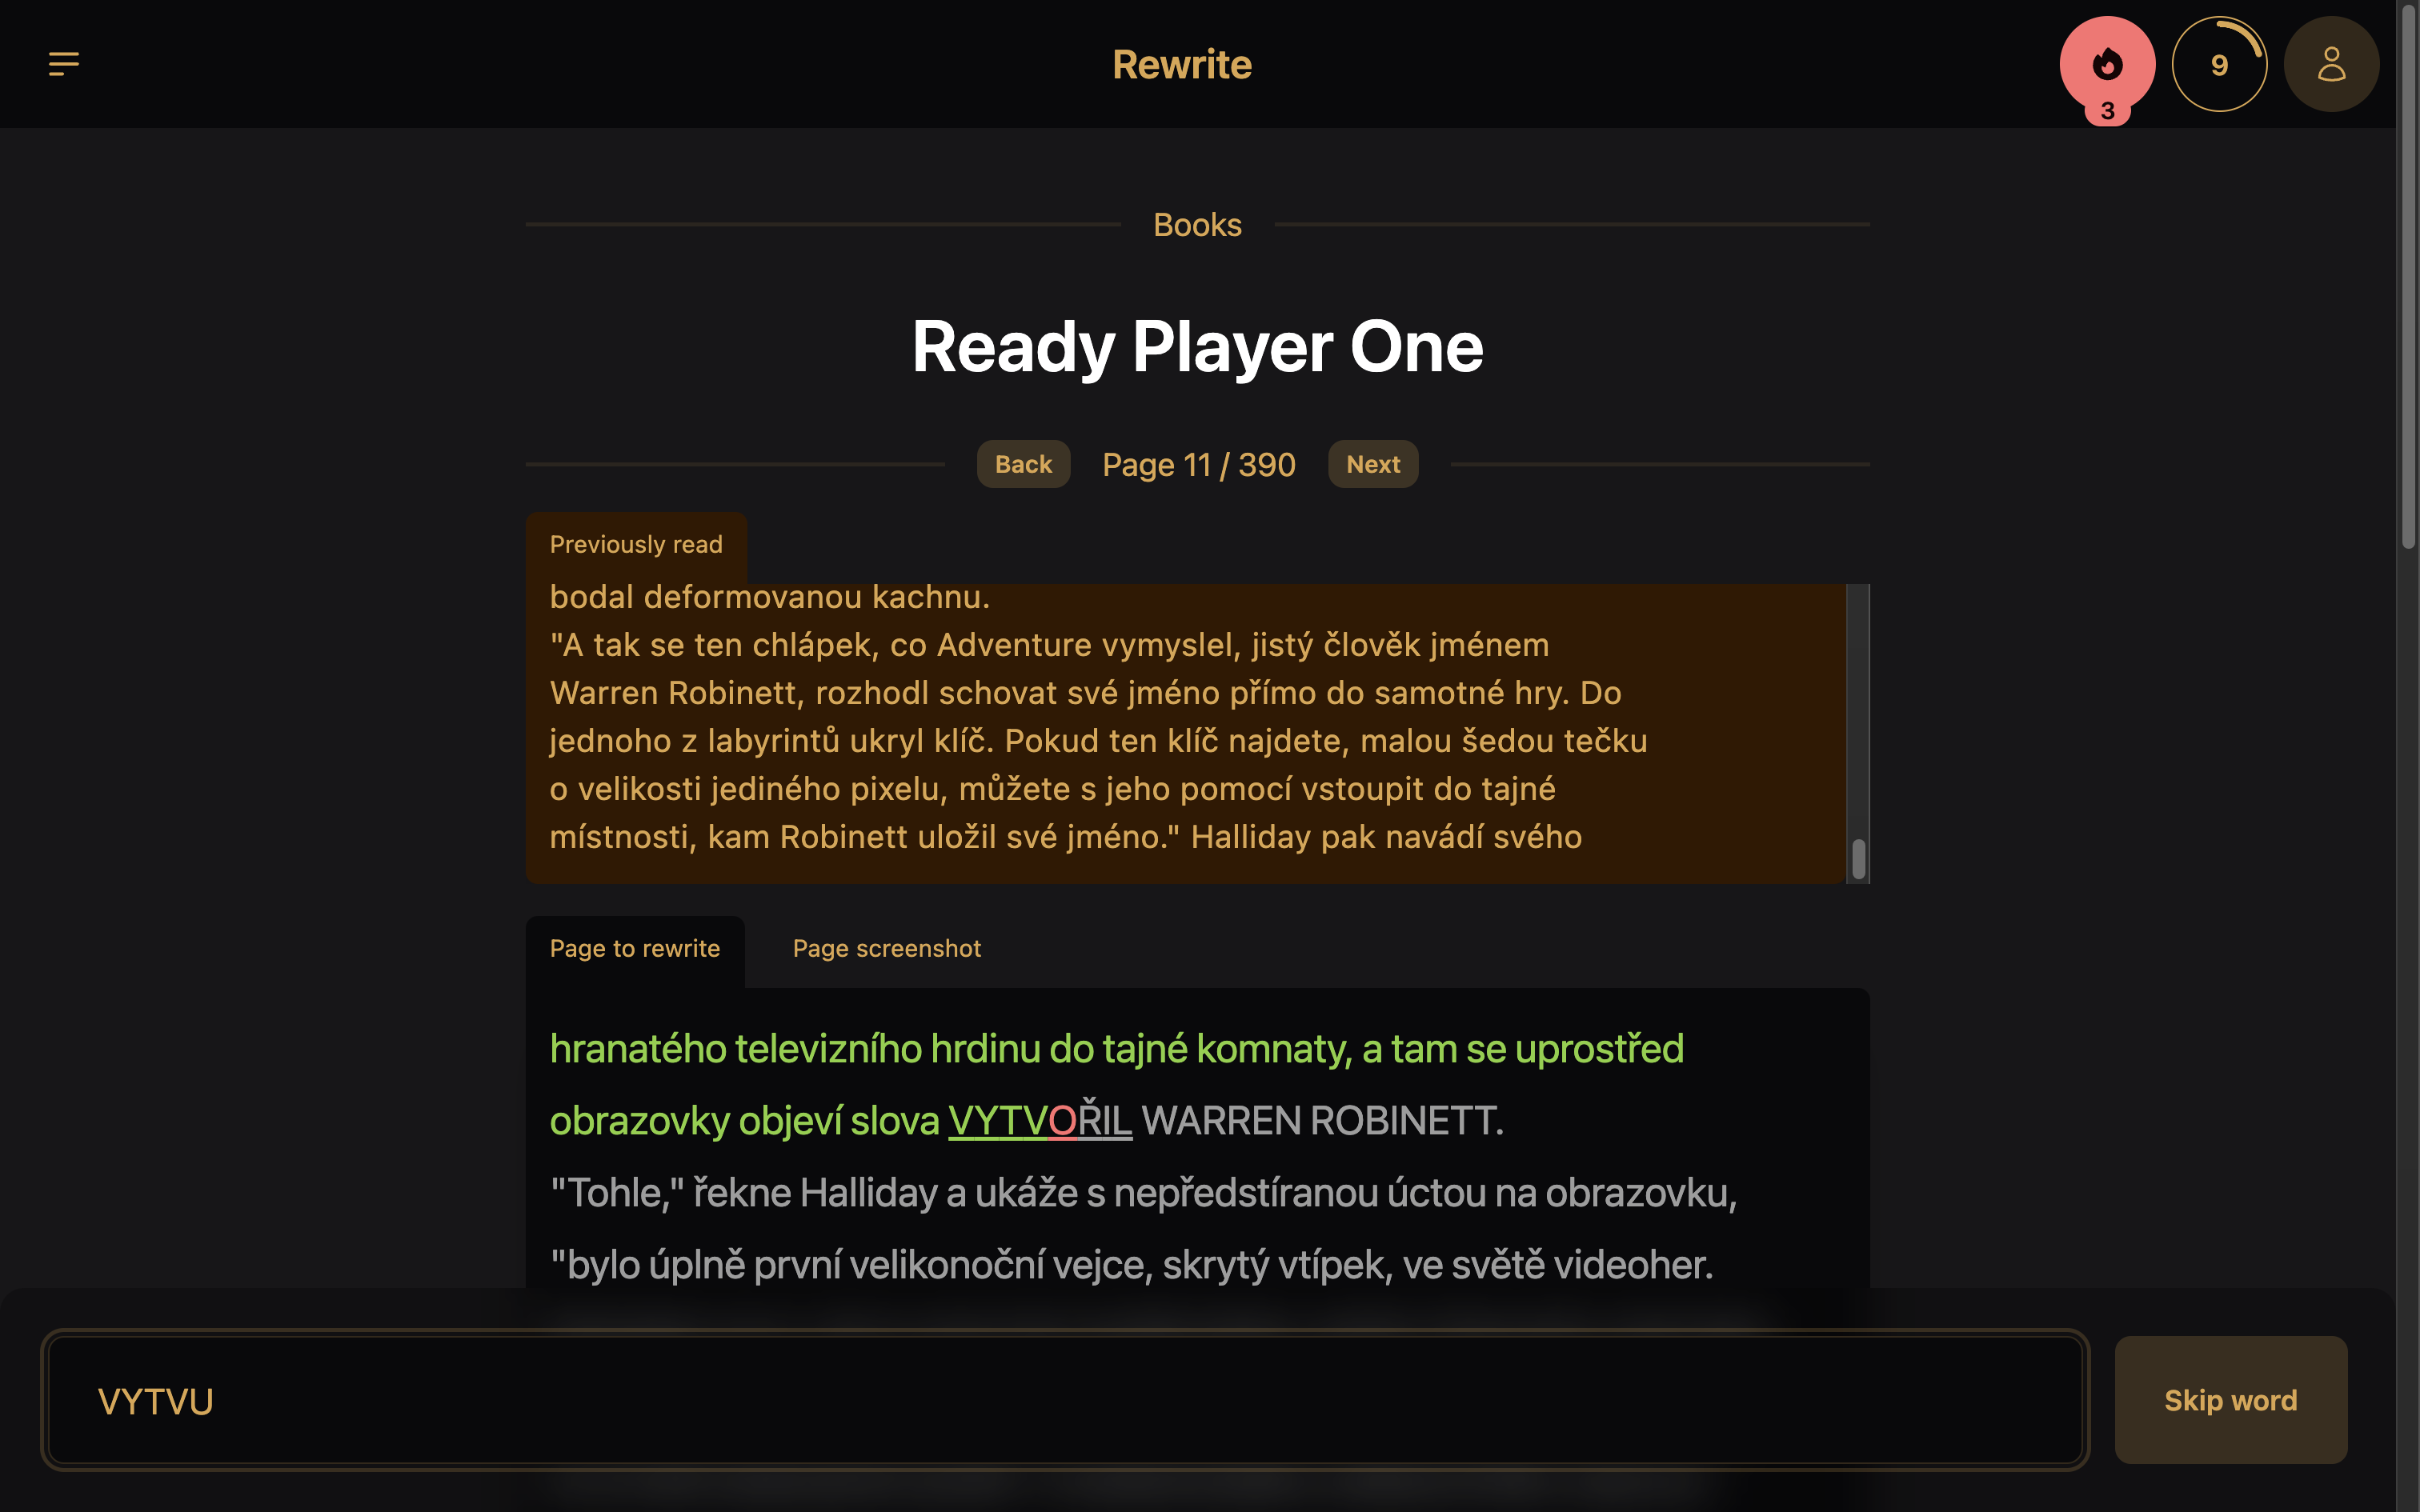 Rewrite
3
9
Books
Ready Player One
Back Page 11 / 390 Next
Previously read
bodal deformovanou kachnu.
"A tak se ten chlápek, co Adventure vymyslel, jistý člověk jménem
Warren Robinett, rozhodl schovat své jméno přímo do samotné hry. Do
jednoho z labyrintů ukryl klíč. Pokud ten klíč najdete, malou šedou tečku
o velikosti jediného pixelu, můžete s jeho pomocí vstoupit do tajné
místnosti, kam Robinett uložil své jméno." Halliday pak navádí svého
Page to rewrite Page screenshot
hranatého televizního hrdinu do tajné komnaty, a tam se uprostřed
obrazovky objeví slova VYTVOŘIL WARREN ROBINETT.
"Tohle," řekne Halliday a ukáže s nepředstíranou úctou na obrazovku,
"bylo úplně první velikonoční vejce, skrytý vtípek, ve světě videoher.
VYTVU
Skip word